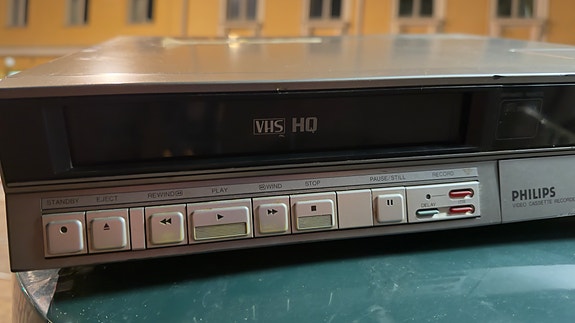 VHS HQ
STANDBY EJECT REWIND PLAY WIND STOP PAUSE/STILL RECORD
DELAY
PHILIPS
VIDEO CASSETTE RECORDER